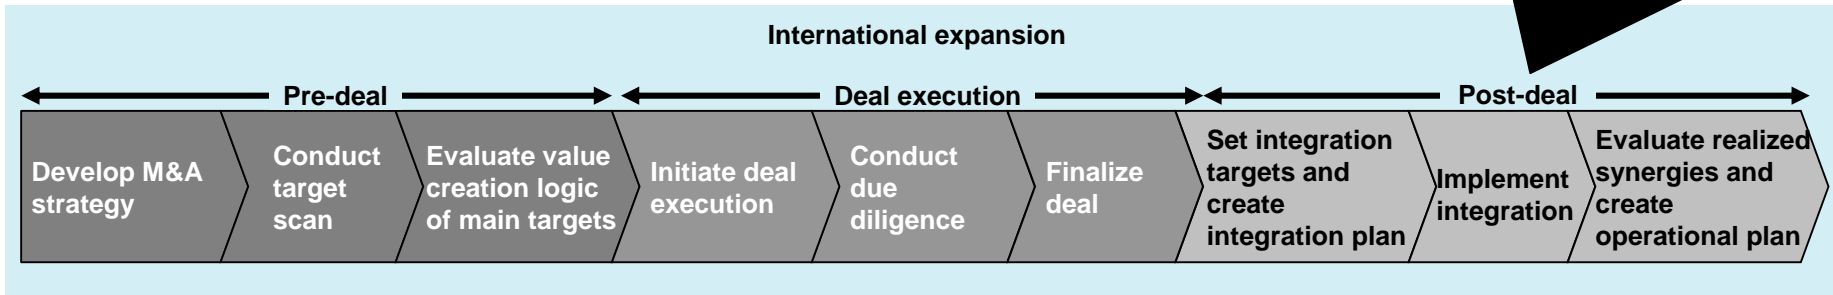 International expansion
Pre-deal
Deal execution
Post-deal
Develop M&A
strategy
Conduct
target
scan
Evaluate value
creation logic
of main targets
Initiate deal
execution
Conduct
due
diligence
Finalize
deal
Set integration
targets and
create
integration plan
Implement
integration
Evaluate realized
synergies and
create
operational plan